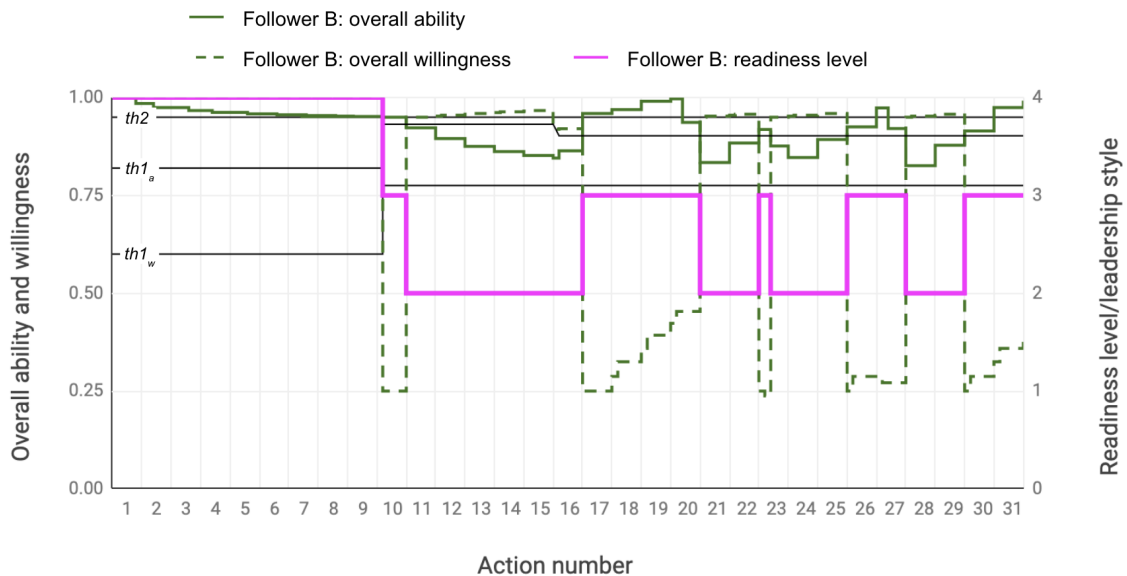 Follower B: overall ability
Follower B: overall willingness
Follower B: readiness level
1.00
0.75
0.50
0.25
0.00
4
3
2
1
0
th2
th1a
th1w
Overall ability and willingness
Readiness level/leadership style
1 2 3 4 5 6 7 8 9 10 11 12 13 14 15 16 17 18 19 20 21 22 23 24 25 26 27 28 29 30 31
Action number